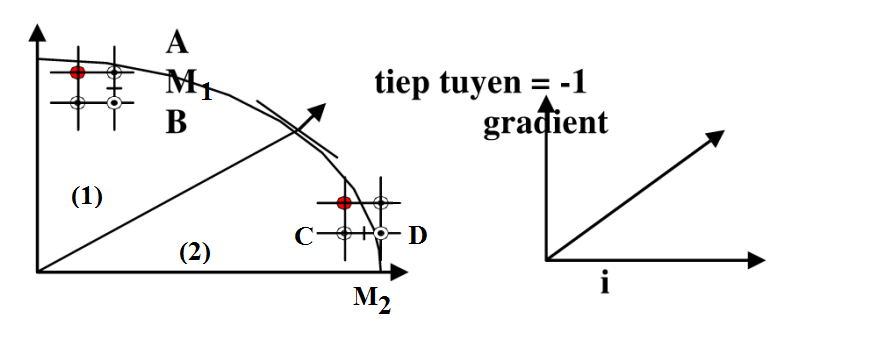 A
M1
B
tiep tuyen = -1
gradient
(1)
(2)
C
D
M2
i